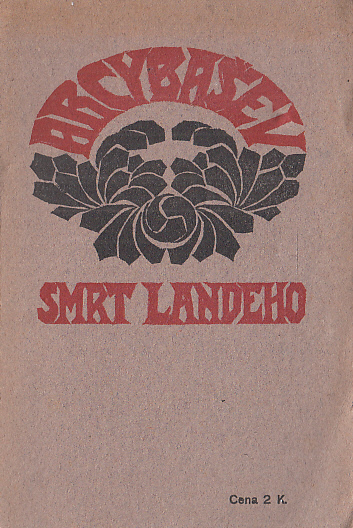 ARCYBAŠEV
SMRT LANDEHO
Cena 2 K.